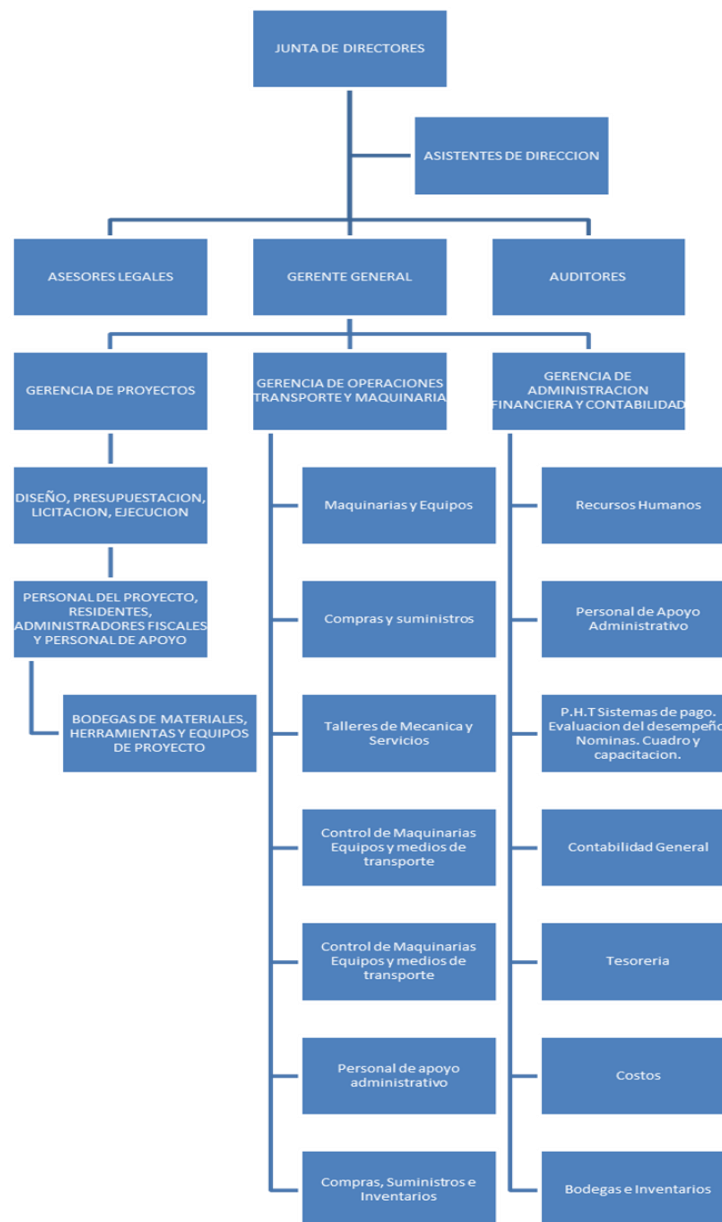 JUNTA DE DIRECTORES
ASISTENTES DE DIRECCION
ASESORES LEGALES
GERENTE GENERAL
AUDITORES
GERENCIA DE PROYECTOS
GERENCIA DE OPERACIONES
TRANSPORTE Y MAQUINARIA
GERENCIA DE
ADMINISTRACION
FINANCIERA Y CONTABILIDAD
DISEÑO, PRESUPUESTACION,
LICITACION, EJECUCION
PERSONAL DEL PROYECTO,
RESIDENTES,
ADMINISTRADORES FISCALES
Y PERSONAL DE APOYO
BODEGAS DE MATERIALES,
HERRAMIENTAS Y EQUIPOS
DE PROYECTO
Maquinarias y Equipos
Compras y suministros
Talleres de Mecanica y
Servicios
Control de Maquinarias
Equipos y medios de
transporte
Control de Maquinarias
Equipos y medios de
transporte
Personal de apoyo
administrativo
Compras, Suministros e
Inventarios
Recursos Humanos
Personal de Apoyo
Administrativo
P.H.T Sistemas de pago.
Evaluacion del desempeño
Nominas. Cuadro y
capacitacion.
Contabilidad General
Tesoreria
Costos
Bodegas e Inventarios